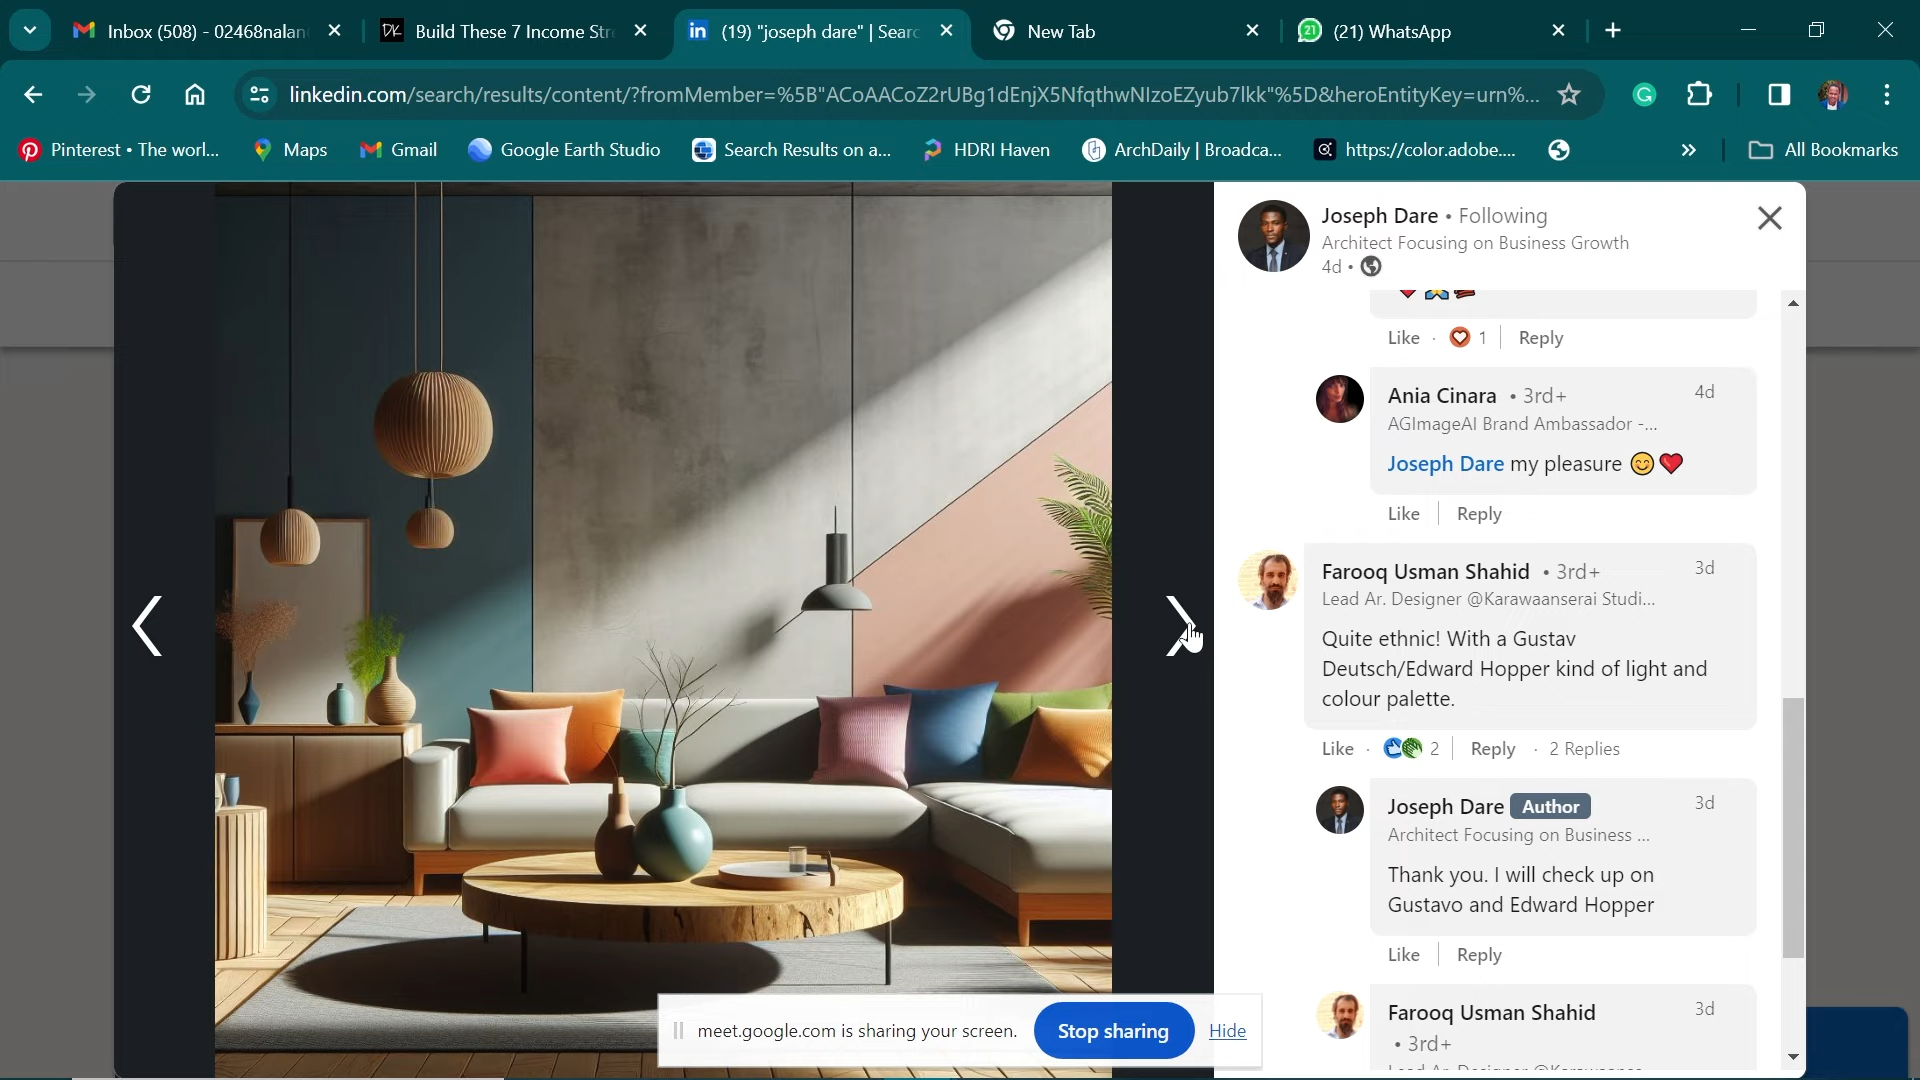 Inbox (508) - 02468nalan
Build These 7 Income Str
(19) "joseph dare" | Searc
New Tab
(21) WhatsApp
linkedin.com/search/results/content/?fromMember=%5B"ACoAACoZ2rUBg1dEnjX5NfqthwNIzoEZyub7lkk"%5D&heroEntityKey=urn%...
Pinterest • The worl...
Maps
Gmail
Google Earth Studio
Search Results on a...
HDRI Haven
ArchDaily | Broadca...
https://color.adobe....
All Bookmarks
Joseph Dare • Following
Architect Focusing on Business Growth
4d •
Like · 1 | Reply
Ania Cinara • 3rd+ 4d
AGImageAI Brand Ambassador -...
Joseph Dare my pleasure 😊❤️
Like | Reply
Farooq Usman Shahid • 3rd+ 3d
Lead Ar. Designer @Karawaanserai Studi...
Quite ethnic! With a Gustav
Deutsch/Edward Hopper kind of light and
colour palette.
Like · 2 | Reply · 2 Replies
Joseph Dare Author 3d
Architect Focusing on Business ...
Thank you. I will check up on
Gustavo and Edward Hopper
Like | Reply
Farooq Usman Shahid 3d
• 3rd+
meet.google.com is sharing your screen. Stop sharing Hide